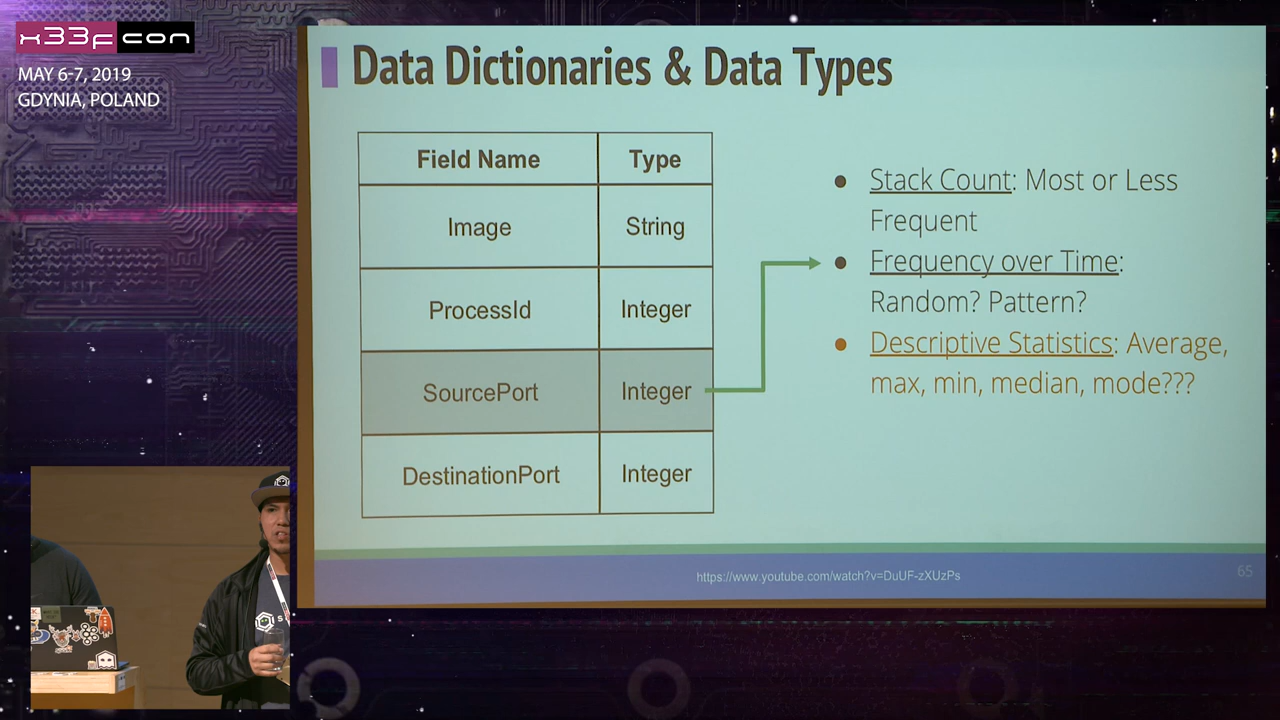 x33fcon
MAY 6-7, 2019
GDYNIA, POLAND
Data Dictionaries & Data Types
Field Name Type
Image String
ProcessId Integer
SourcePort Integer
DestinationPort Integer
• Stack Count: Most or Less
Frequent
• Frequency over Time:
Random? Pattern?
• Descriptive Statistics: Average,
max, min, median, mode???
https://www.youtube.com/watch?v=DuUF-zXUzPs
65